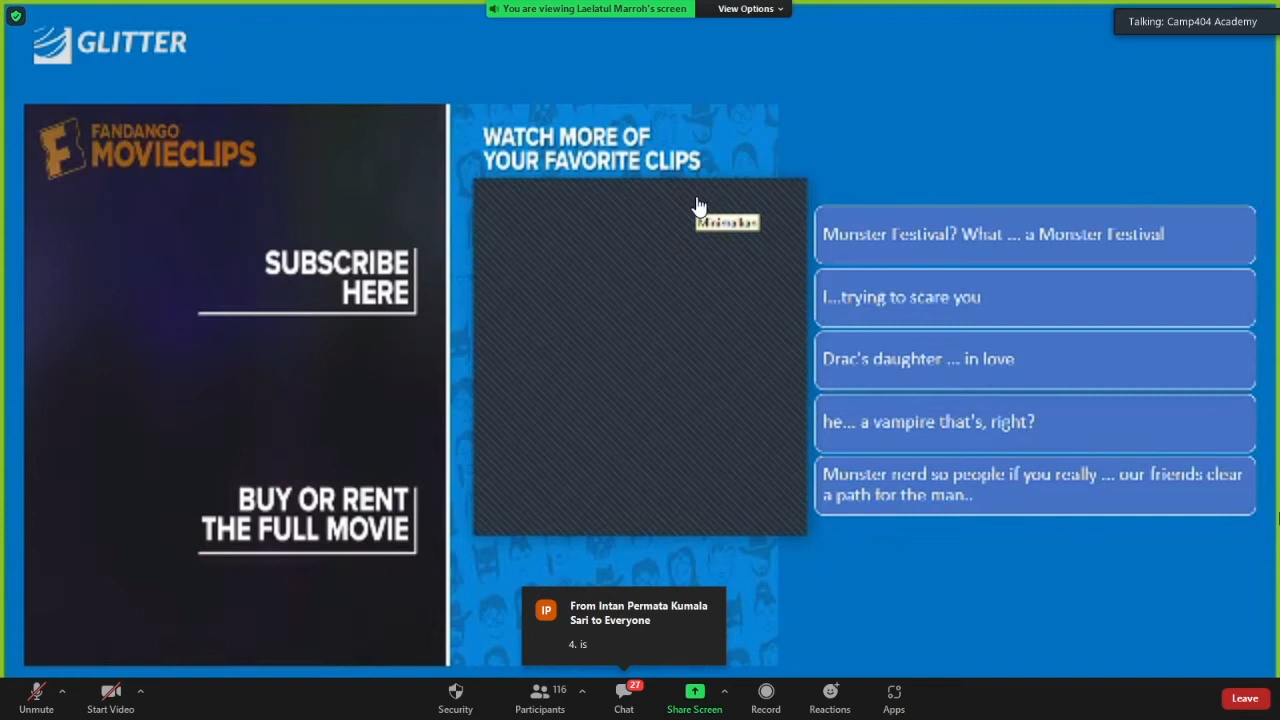 You are viewing Laelatul Marroh's screen
View Options
Talking: Camp404 Academy
GLITTER
FANDANGO
MOVIECLIPS
WATCH MORE OF
YOUR FAVORITE CLIPS
SUBSCRIBE
HERE
BUY OR RENT
THE FULL MOVIE
Monster Festival? What ... a Monster Festival
I...trying to scare you
Drac's daughter ... in love
he... a vampire that's, right?
Monster nerd so people if you really ... our friends clear
a path for the man..
IP
From Intan Permata Kumala
Sari to Everyone
4. is
Unmute
Start Video
Security
116
Participants
27
Chat
Share Screen
Record
Reactions
Apps
Leave